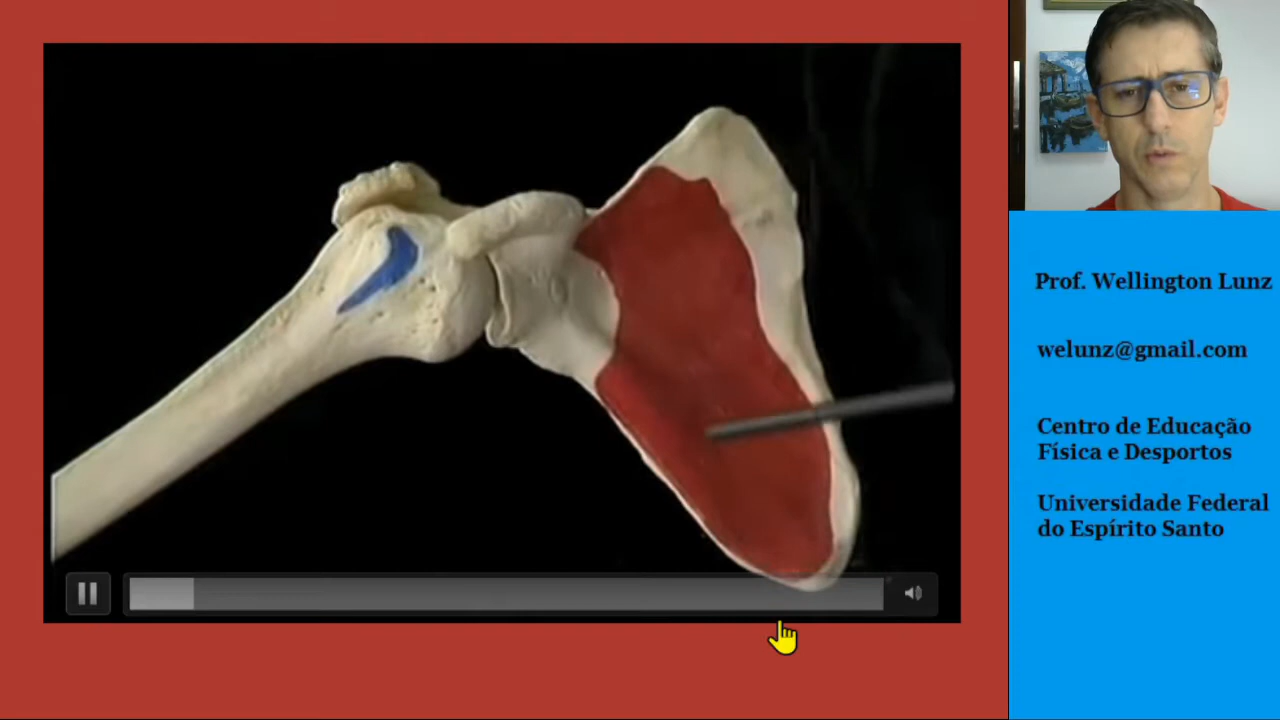 Prof. Wellington Lunz
welunz@gmail.com
Centro de Educação
Física e Desportos
Universidade Federal
do Espírito Santo